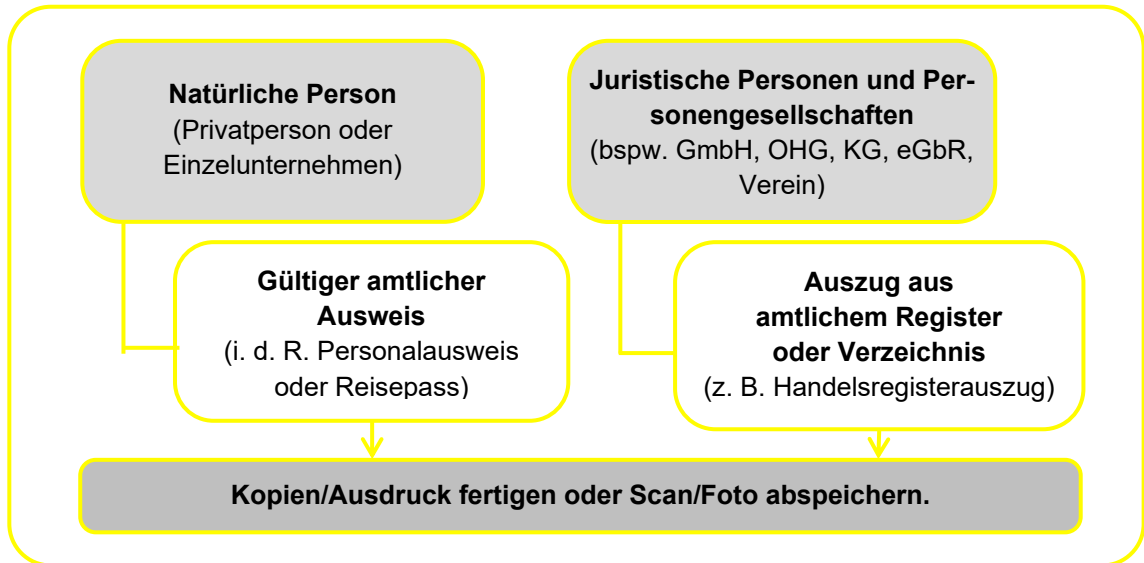 Natürliche Person
(Privatperson oder
Einzelunternehmen)
Juristische Personen und Per-
sonengesellschaften
(bspw. GmbH, OHG, KG, eGbR,
Verein)
Gültiger amtlicher
Ausweis
(i. d. R. Personalausweis
oder Reisepass)
Auszug aus
amtlichem Register
oder Verzeichnis
(z. B. Handelsregisterauszug)
Kopien/Ausdruck fertigen oder Scan/Foto abspeichern.